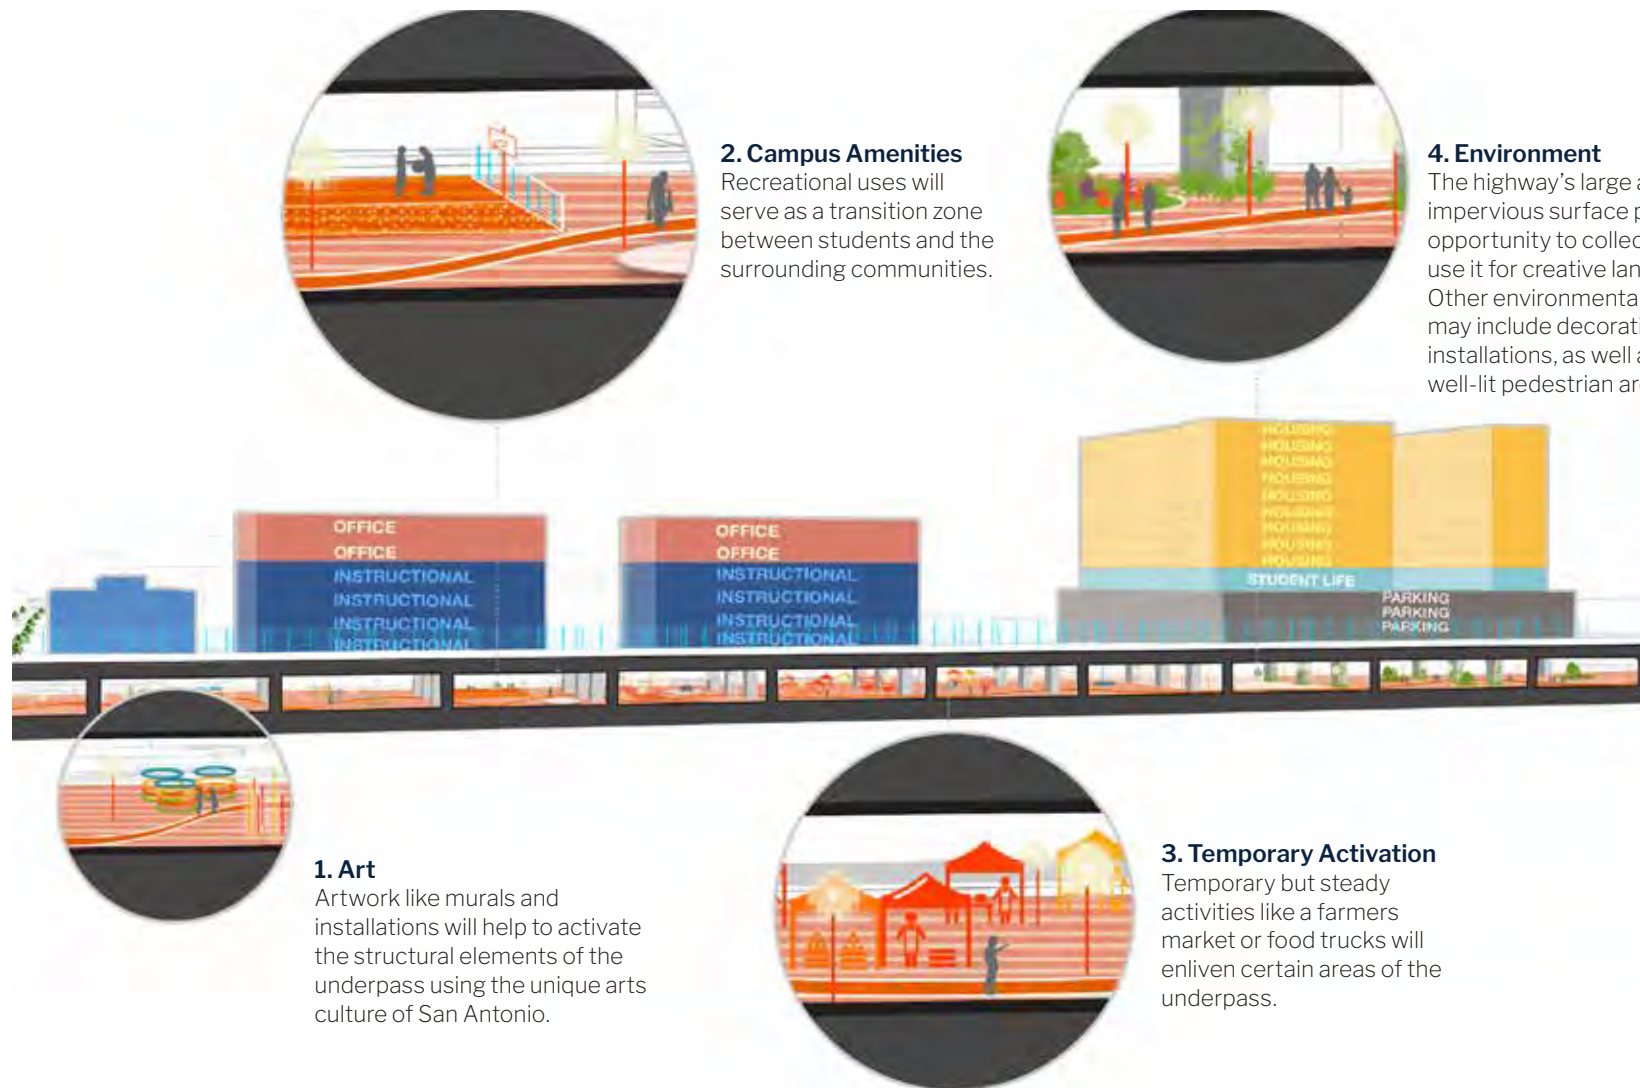 2. Campus Amenities
Recreational uses will
serve as a transition zone
between students and the
surrounding communities.
4. Environment
The highway’s large
impervious surface
opportunity to
use it for creative
Other
may include
installations, as well
well-lit pedestrian
OFFICE
OFFICE
INSTRUCTIONAL
INSTRUCTIONAL
INSTRUCTIONAL
INSTRUCTIONAL
OFFICE
OFFICE
INSTRUCTIONAL
INSTRUCTIONAL
INSTRUCTIONAL
INSTRUCTIONAL
HOUSING
HOUSING
HOUSING
HOUSING
HOUSING
HOUSING
HOUSING
HOUSING
HOUSING
STUDENT LIFE
PARKING
PARKING
PARKING
1. Art
Artwork like murals and
installations will help to activate
the structural elements of the
underpass using the unique arts
culture of San Antonio.
3. Temporary Activation
Temporary but steady
activities like a farmers
market or food trucks will
enliven certain areas of the
underpass.